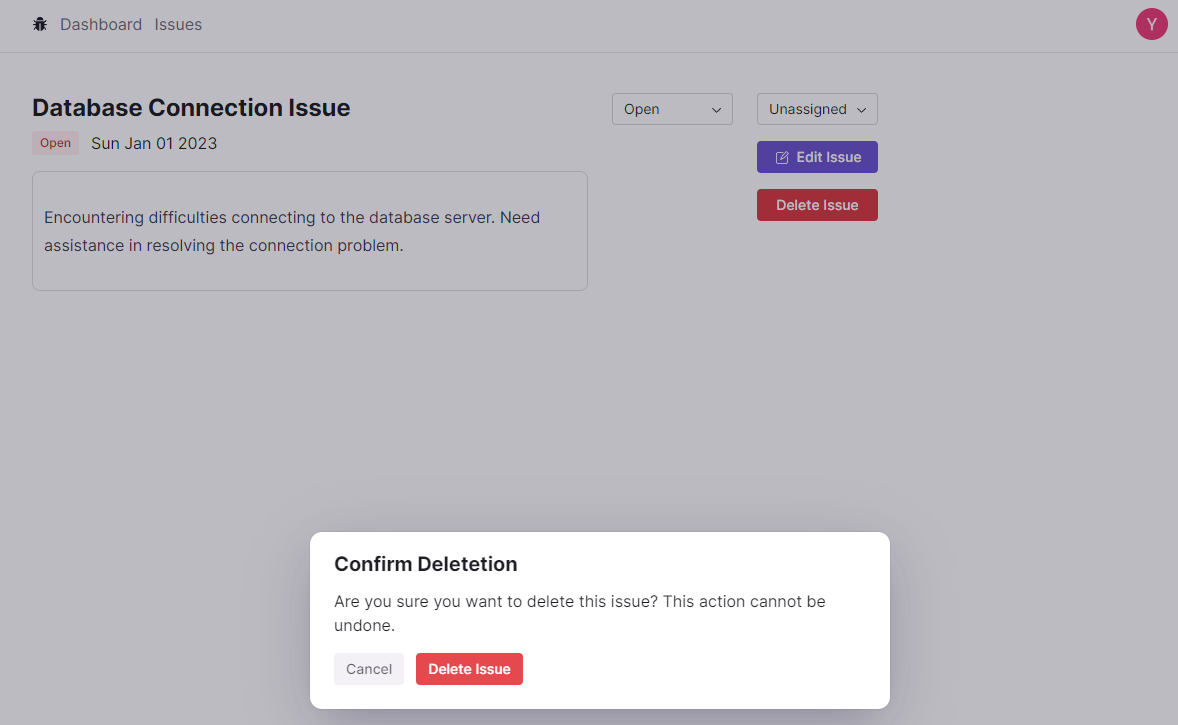 Dashboard Issues
Y
Database Connection Issue
Open
Unassigned
Open Sun Jan 01 2023
Edit Issue
Delete Issue
Encountering difficulties connecting to the database server. Need
assistance in resolving the connection problem.
Confirm Deletetion
Are you sure you want to delete this issue? This action cannot be
undone.
Cancel
Delete Issue